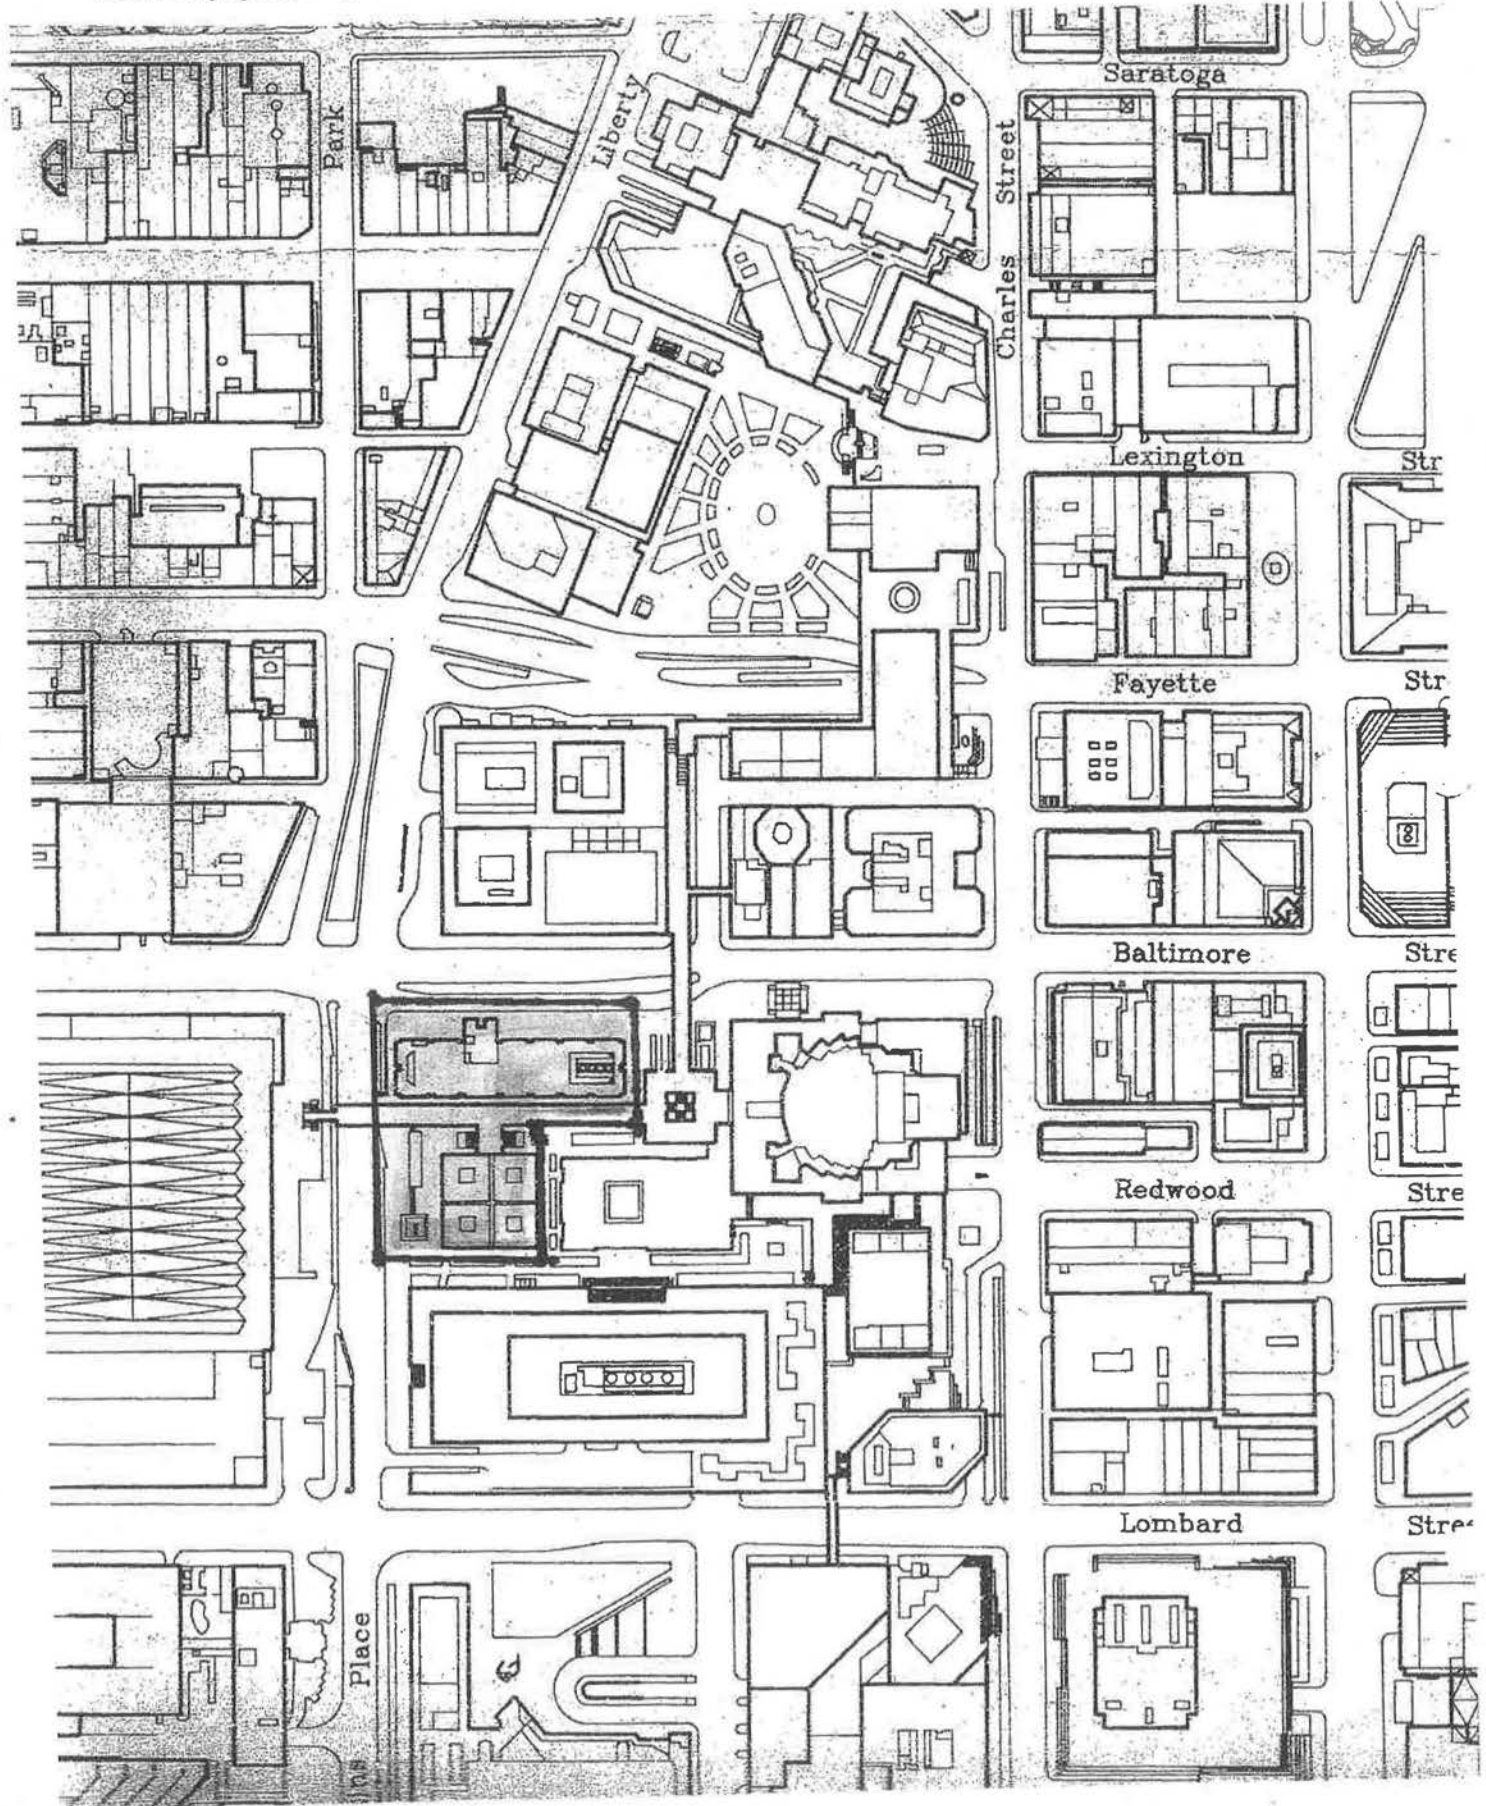 Saratoga
Park
Liberty
Street
Charles
Lexington
Str
Fayette
Str
Baltimore
Stre
Redwood
Stre
Lombard
Stre
Place